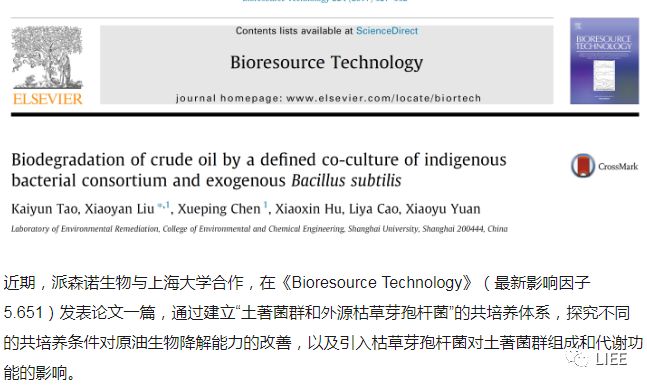 Contents lists available at ScienceDirect
Bioresource Technology
journal homepage: www.elsevier.com/locate/biortech
ELSEVIER
BIORESOURCE
TECHNOLOGY
Biodegradation of crude oil by a defined co-culture of indigenous
bacterial consortium and exogenous Bacillus subtilis
CrossMark
Kaiyun Tao, Xiaoyan Liu *,1, Xueping Chen 1, Xiaoxin Hu, Liya Cao, Xiaoyu Yuan
Laboratory of Environmental Remediation, College of Environmental and Chemical Engineering, Shanghai University, Shanghai 200444, China
近期，派森诺生物与上海大学合作，在《Bioresource Technology》（最新影响因子
5.651）发表论文一篇，通过建立“土著菌群和外源枯草芽孢杆菌”的共培养体系，探究不同
的共培养条件对原油生物降解能力的改善，以及引入枯草芽孢杆菌对土著菌群组成和代谢功
能的影响。
LIEE